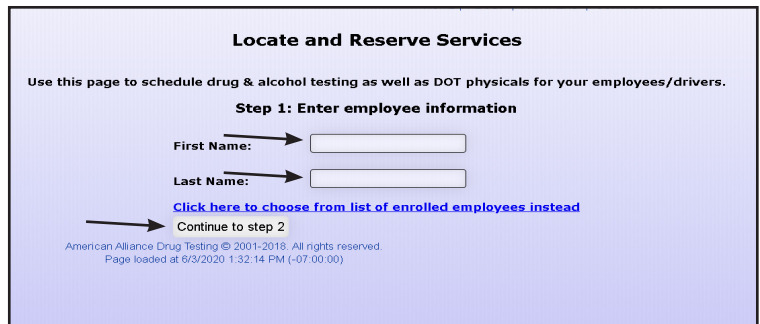 Locate and Reserve Services
Use this page to schedule drug & alcohol testing as well as DOT physicals for your employees/drivers.
Step 1: Enter employee information
First Name:
Last Name:
Click here to choose from list of enrolled employees instead
Continue to step 2
American Alliance Drug Testing © 2001-2018. All rights reserved.
Page loaded at 6/3/2020 1:32:14 PM (-07:00:00)